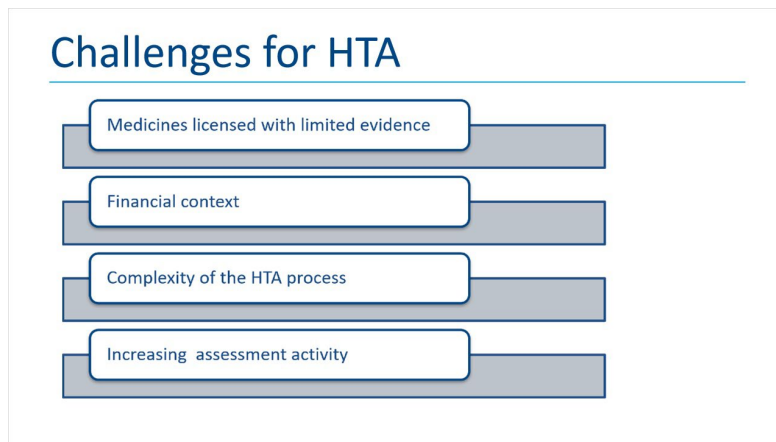 Challenges for HTA
Medicines licensed with limited evidence
Financial context
Complexity of the HTA process
Increasing  assessment activity